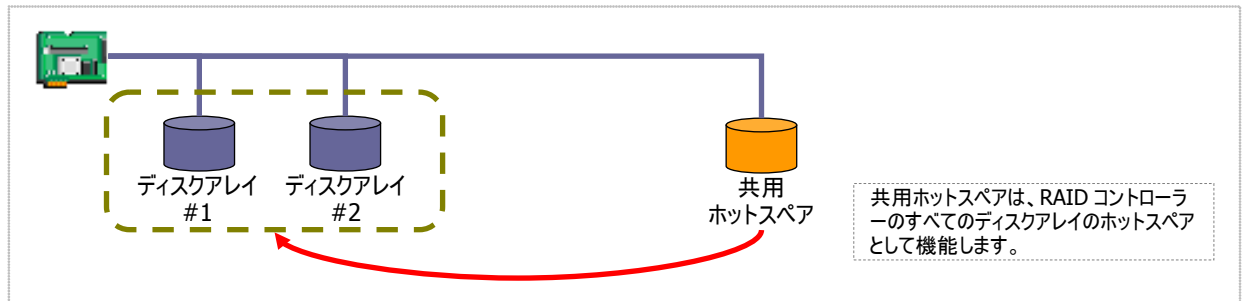 ディスクアレイ
#1
ディスクアレイ
#2
共用
ホットスペア
共用ホットスペアは、RAID コントローラ
ーのすべてのディスクアレイのホットスペア
として機能します。